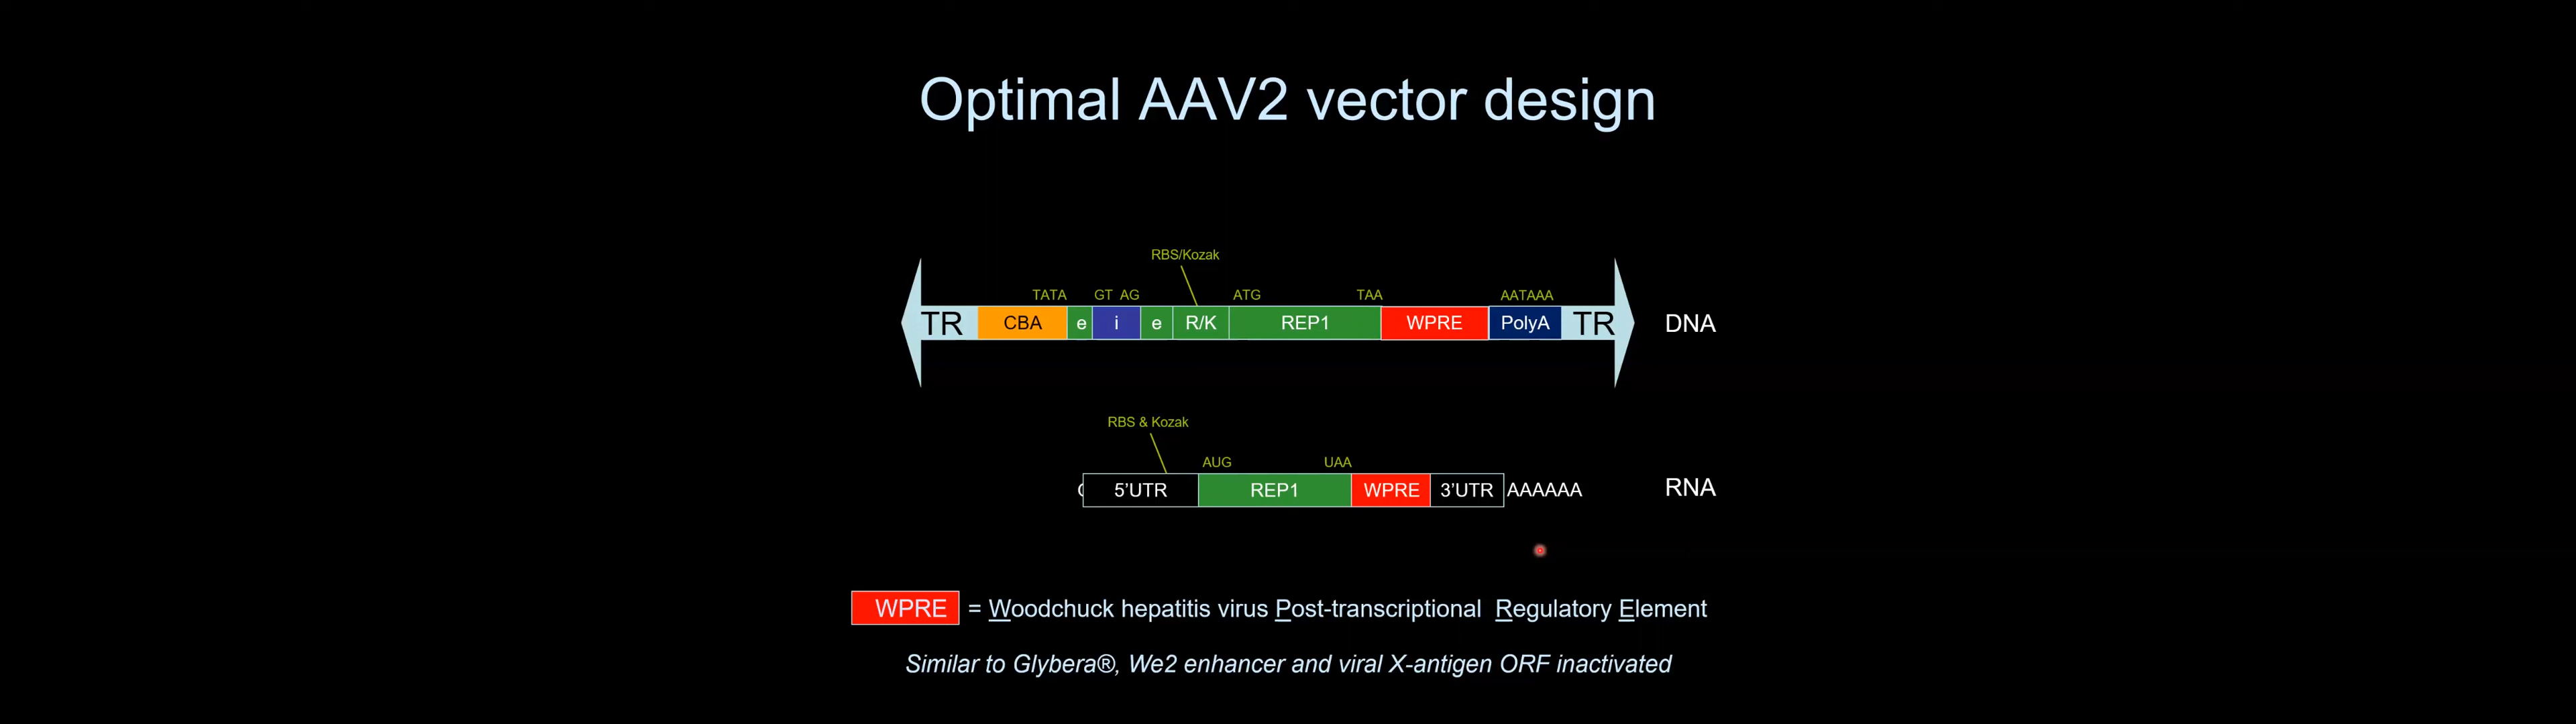 Optimal AAV2 vector design
RBS/Kozak
TATA GT AG ATG TAA AATAAA
TR CBA e i e R/K REP1 WPRE PolyA TR DNA
RBS & Kozak
AUG UAA
5’UTR REP1 WPRE 3’UTR AAAAAA RNA
WPRE = Woodchuck hepatitis virus Post-transcriptional Regulatory Element
Similar to Glybera®, We2 enhancer and viral X-antigen ORF inactivated